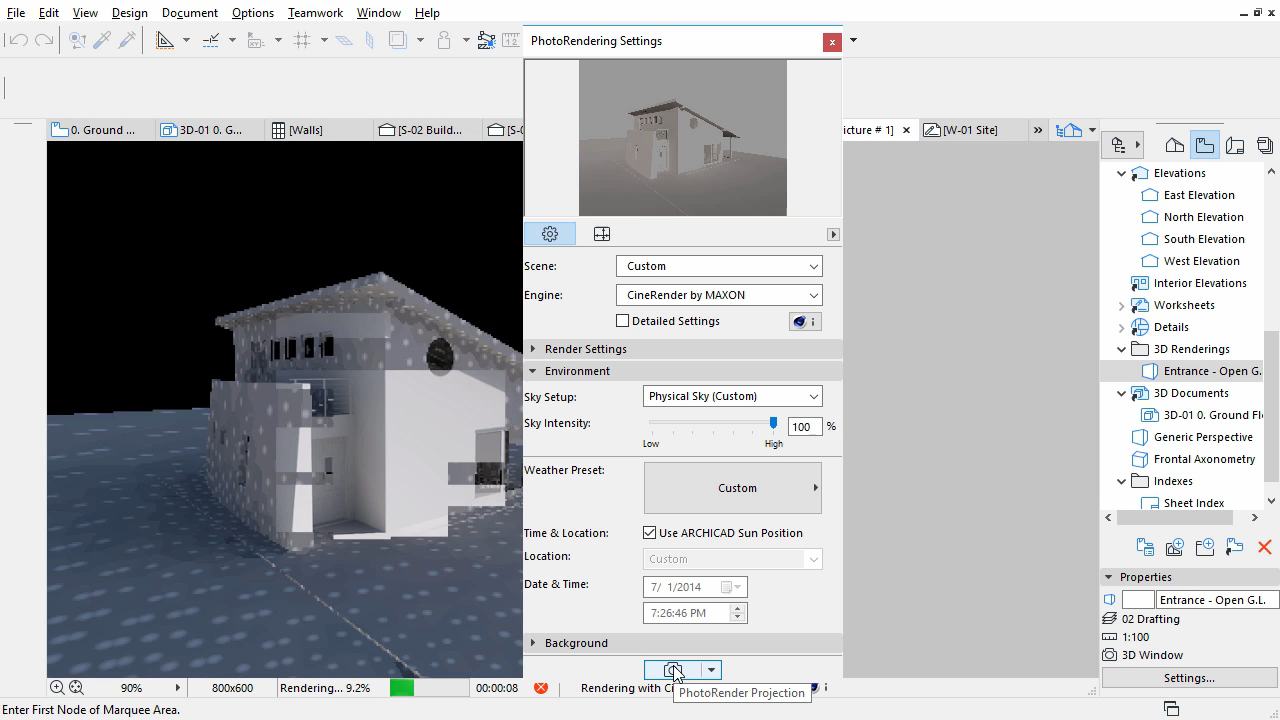 File Edit View Design Document Options Teamwork Window Help
PhotoRendering Settings
0. Ground ...
3D-01 0. G...
[Walls]
[S-02 Build...
[S-0
icture # 1]
[W-01 Site]
Scene:
Custom
Engine:
CineRender by MAXON
Detailed Settings
i
Render Settings
Environment
Sky Setup:
Physical Sky (Custom)
Sky Intensity:
100 %
Low
High
Weather Preset:
Custom
Time & Location:
Use ARCHICAD Sun Position
Location:
Custom
Date & Time:
7/ 1/2014
7:26:46 PM
Background
Elevations
East Elevation
North Elevation
South Elevation
West Elevation
Interior Elevations
Worksheets
Details
3D Renderings
Entrance - Open G.
3D Documents
3D-01 0. Ground Fl
Generic Perspective
Frontal Axonometry
Indexes
Sheet Index
Properties
Entrance - Open G.L.
02 Drafting
1:100
3D Window
Settings...
90%
800x600
Rendering... 9.2%
00:00:08
Rendering with Ci
i
PhotoRender Projection
Enter First Node of Marquee Area.